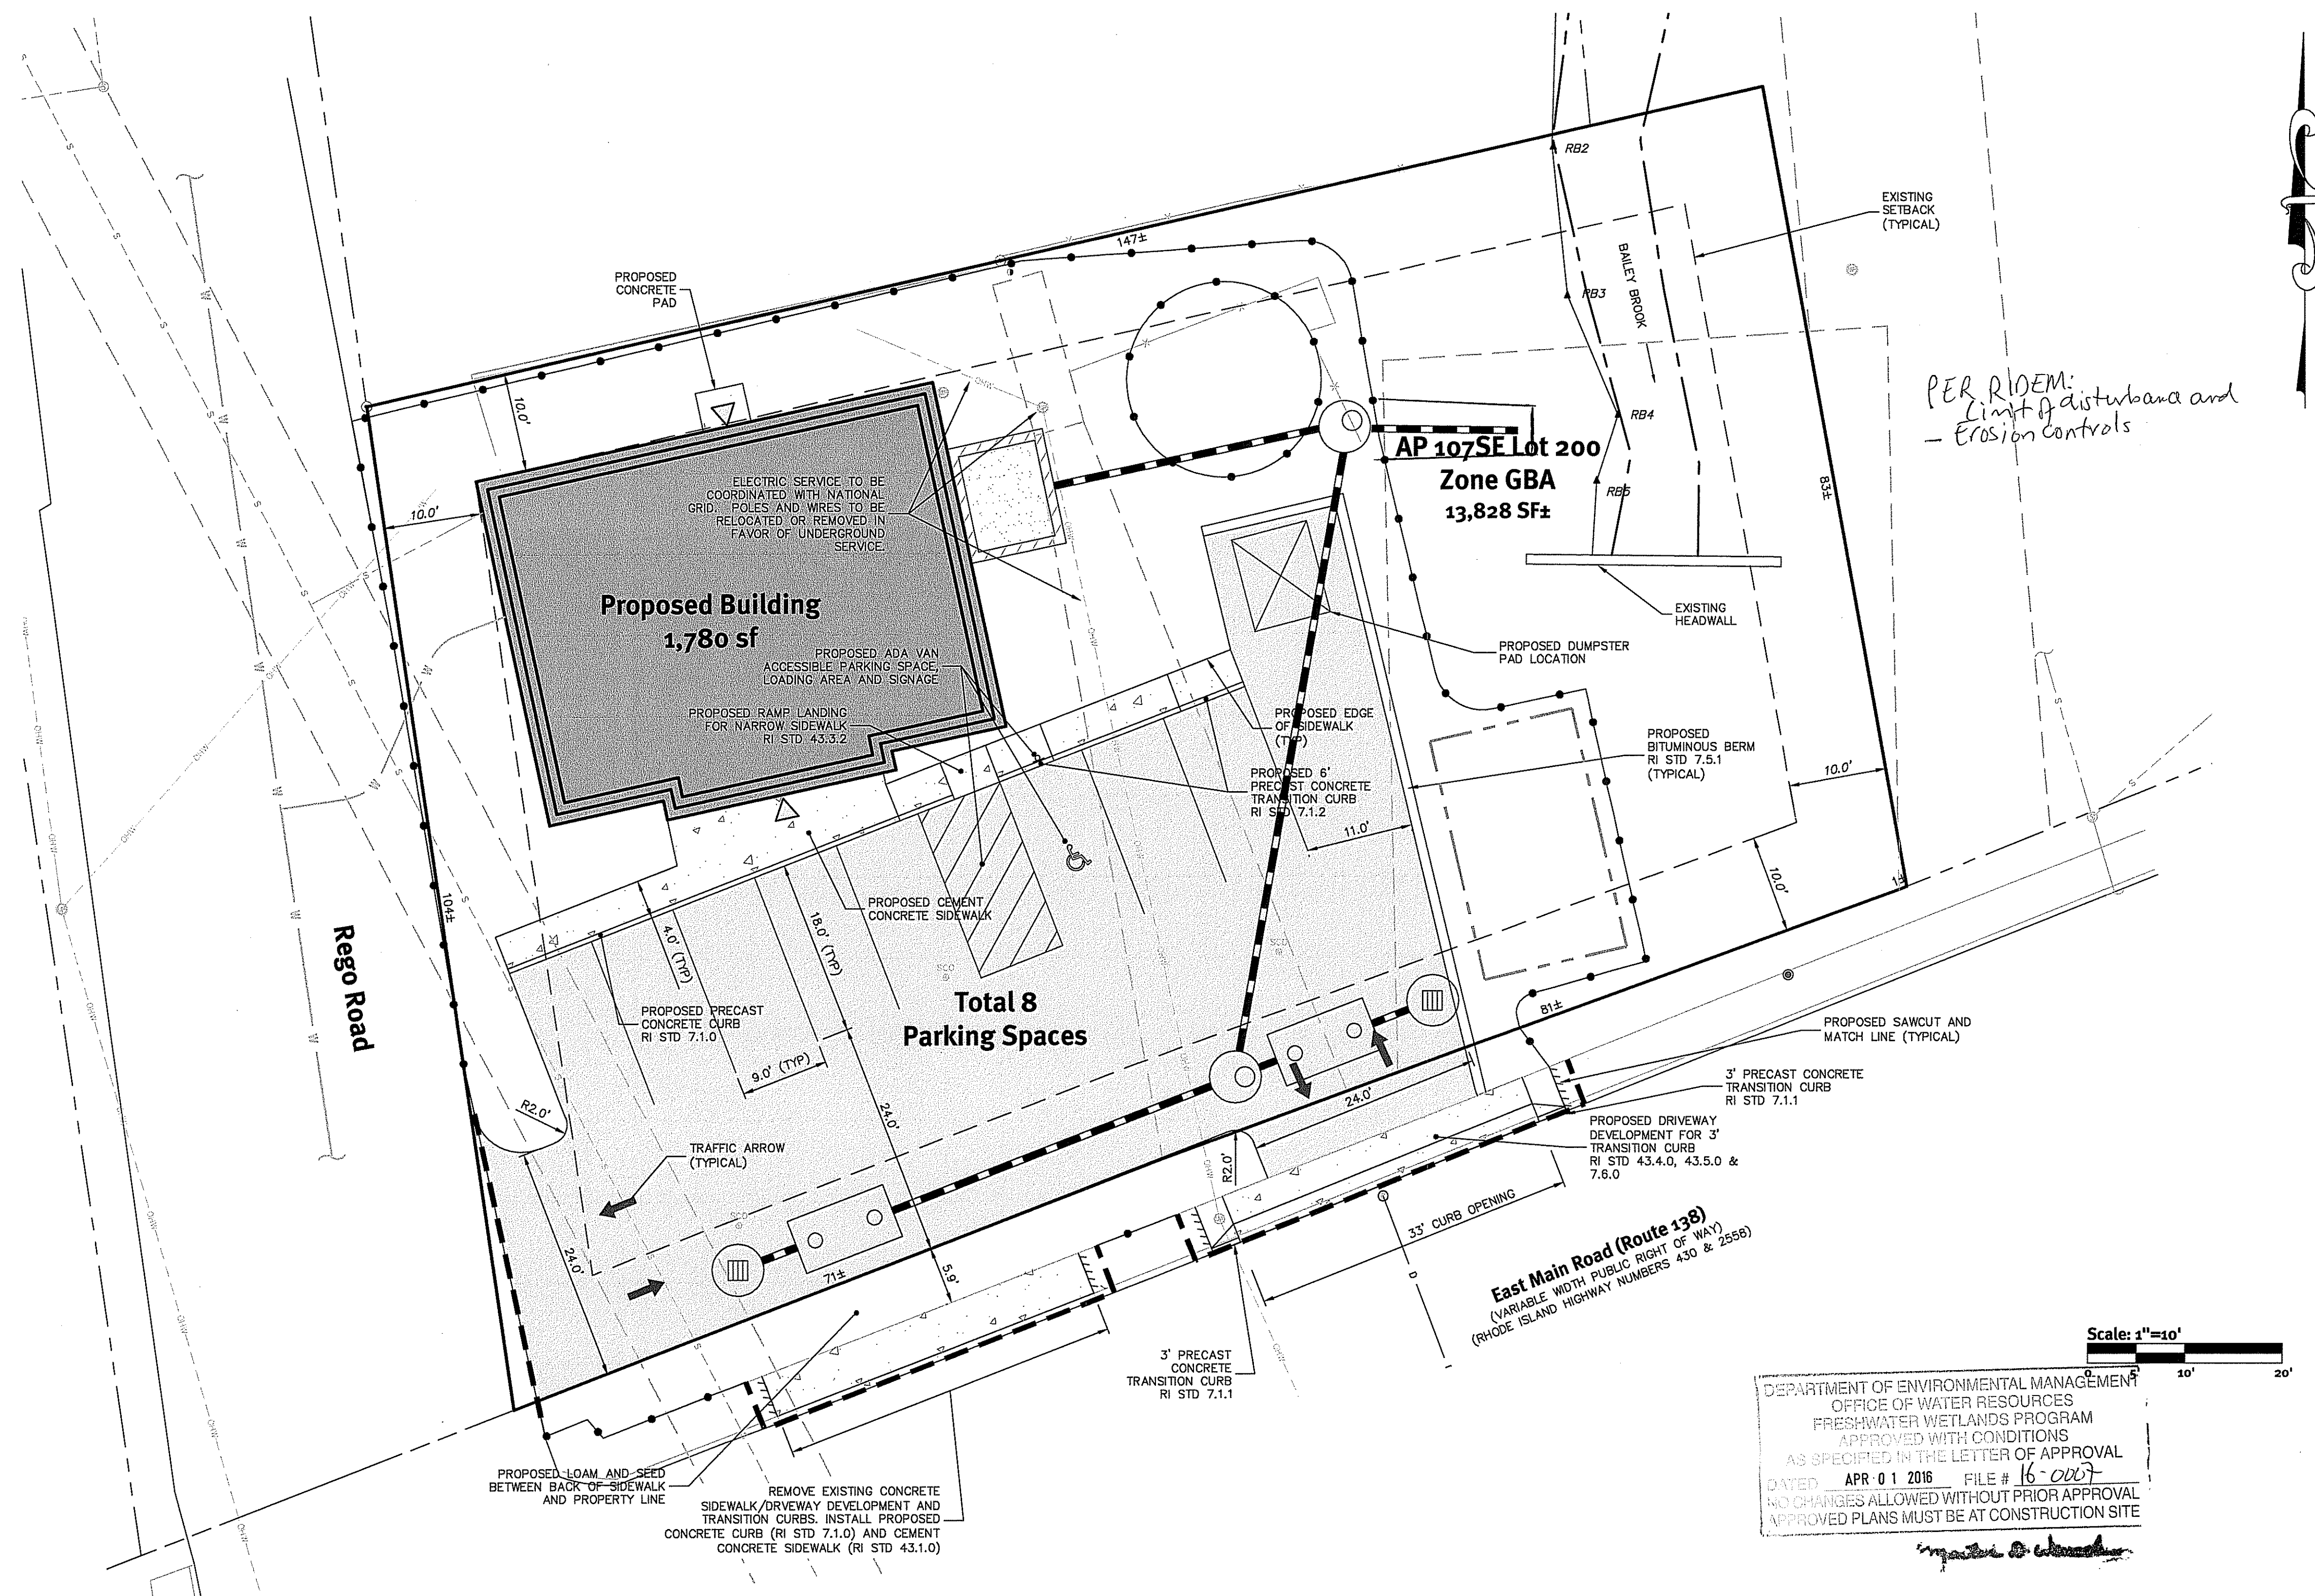 RB2
EXISTING
SETBACK
(TYPICAL)
147±
PROPOSED
CONCRETE
PAD
BAILEY BROOK
RB3
10.0'
PER RIDEM:
Limit of disturbance and
— Erosion controls
RB4
AP 107SE Lot 200
Zone GBA
13,828 SF±
RB5
83±
10.0'
ELECTRIC SERVICE TO BE
COORDINATED WITH NATIONAL
GRID. POLES AND WIRES TO BE
RELOCATED OR REMOVED IN
FAVOR OF UNDERGROUND
SERVICE.
Proposed Building
1,780 sf
EXISTING
HEADWALL
PROPOSED DUMPSTER
PAD LOCATION
PROPOSED ADA VAN
ACCESSIBLE PARKING SPACE,
LOADING AREA AND SIGNAGE
PROPOSED RAMP LANDING
FOR NARROW SIDEWALK
RI STD 43.3.2
PROPOSED EDGE
OF SIDEWALK
(TYP)
PROPOSED
BITUMINOUS BERM
RI STD 7.5.1
(TYPICAL)
PROPOSED 6'
PRECAST CONCRETE
TRANSITION CURB
RI STD 7.1.2
10.0'
11.0'
10.0'
1±
104±
PROPOSED CEMENT
CONCRETE SIDEWALK
4.0' (TYP)
18.0' (TYP)
Rego Road
SCO
SCO
Total 8
Parking Spaces
PROPOSED PRECAST
CONCRETE CURB
RI STD 7.1.0
9.0' (TYP)
81±
PROPOSED SAWCUT AND
MATCH LINE (TYPICAL)
3' PRECAST CONCRETE
TRANSITION CURB
RI STD 7.1.1
24.0'
R2.0'
24.0'
TRAFFIC ARROW
(TYPICAL)
PROPOSED DRIVEWAY
DEVELOPMENT FOR 3'
TRANSITION CURB
RI STD 43.4.0, 43.5.0 &
7.6.0
R2.0'
33' CURB OPENING
SCO
24.0'
71±
5.9'
D
East Main Road (Route 138)
(VARIABLE WIDTH PUBLIC RIGHT OF WAY)
(RHODE ISLAND HIGHWAY NUMBERS 430 & 2558)
3' PRECAST
CONCRETE
TRANSITION CURB
RI STD 7.1.1
Scale: 1"=10'
0 5' 10' 20'
PROPOSED LOAM AND SEED
BETWEEN BACK OF SIDEWALK
AND PROPERTY LINE
REMOVE EXISTING CONCRETE
SIDEWALK/DRVEWAY DEVELOPMENT AND
TRANSITION CURBS. INSTALL PROPOSED
CONCRETE CURB (RI STD 7.1.0) AND CEMENT
CONCRETE SIDEWALK (RI STD 43.1.0)
DEPARTMENT OF ENVIRONMENTAL MANAGEMENT
OFFICE OF WATER RESOURCES
FRESHWATER WETLANDS PROGRAM
APPROVED WITH CONDITIONS
AS SPECIFIED IN THE LETTER OF APPROVAL
DATED APR 01 2016 FILE # 16-0007
NO CHANGES ALLOWED WITHOUT PRIOR APPROVAL
APPROVED PLANS MUST BE AT CONSTRUCTION SITE